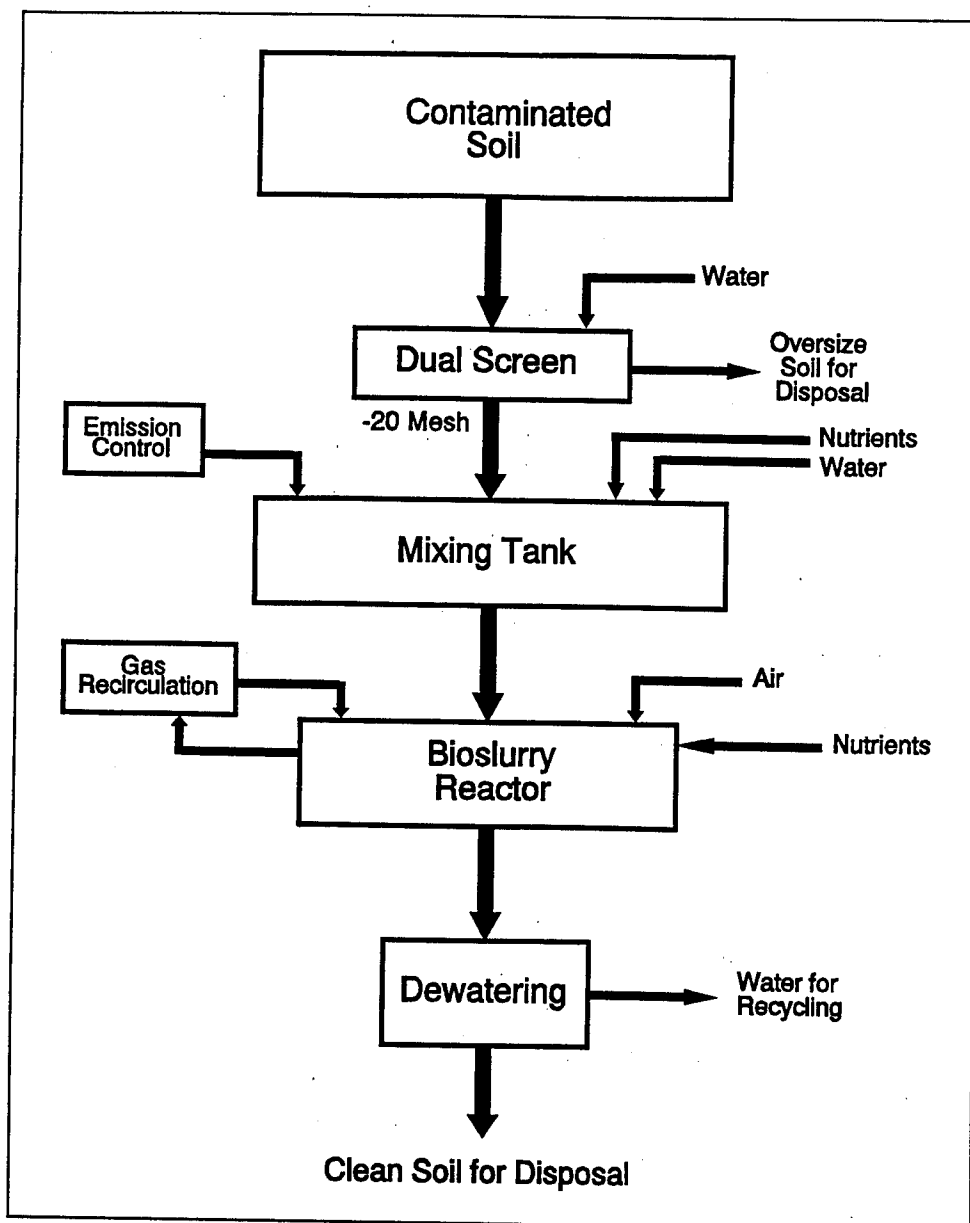 Contaminated
Soil
Water
Dual Screen
Oversize
Soil for
Disposal
-20 Mesh
Emission
Control
Nutrients
Water
Mixing Tank
Gas
Recirculation
Air
Bioslurry
Reactor
Nutrients
Dewatering
Water for
Recycling
Clean Soil for Disposal